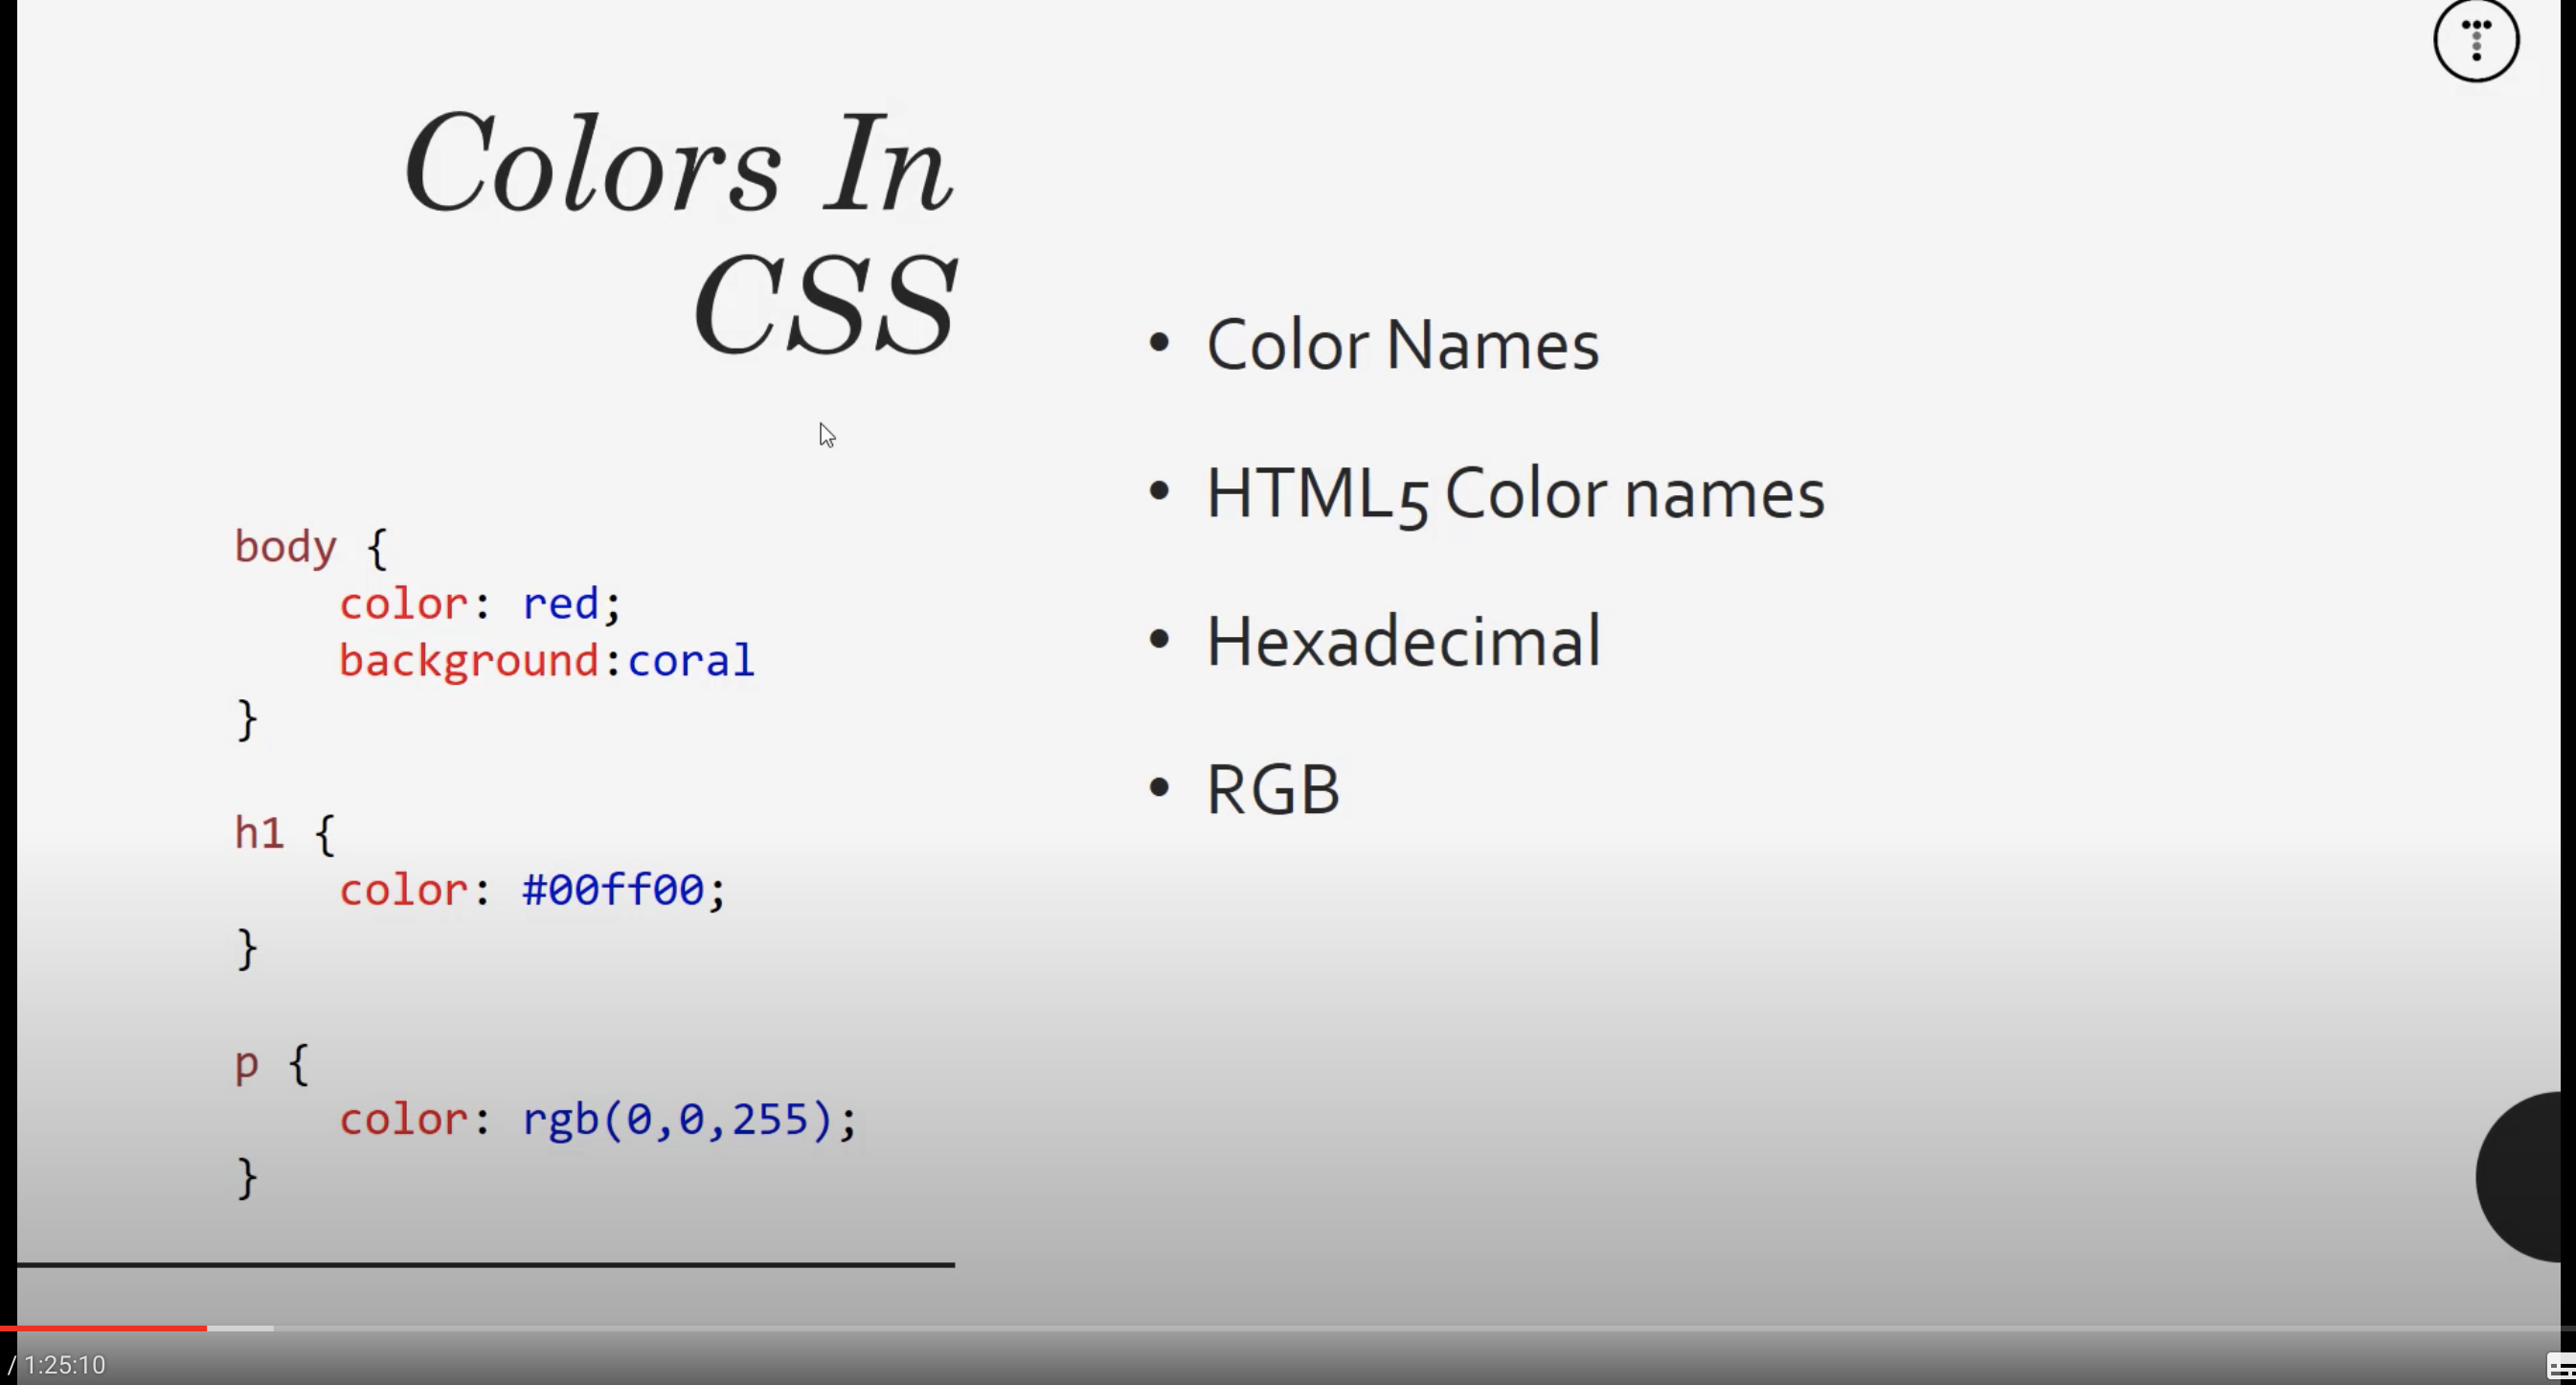 Colors In
CSS
body {
    color: red;
    background:coral
}
h1 {
    color: #00ff00;
}
p {
    color: rgb(0,0,255);
}
• Color Names
• HTML5 Color names
• Hexadecimal
• RGB
/ 1:25:10